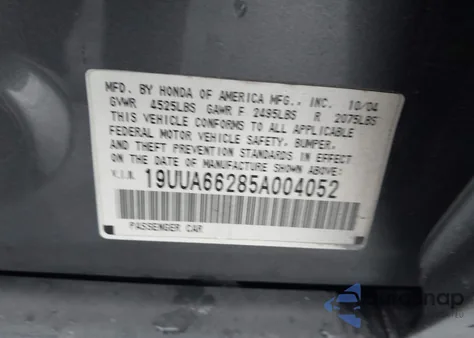 MFD. BY HONDA OF AMERICA MFG., INC. 10/04
GVWR 4525LBS GAWR F 2495LBS R 2075LBS
THIS VEHICLE CONFORMS TO ALL APPLICABLE
FEDERAL MOTOR VEHICLE SAFETY, BUMPER,
AND THEFT PREVENTION STANDARDS IN EFFECT
ON THE DATE OF MANUFACTURE SHOWN ABOVE.
V.I.N. 19UUA66285A004052
PASSENGER CAR